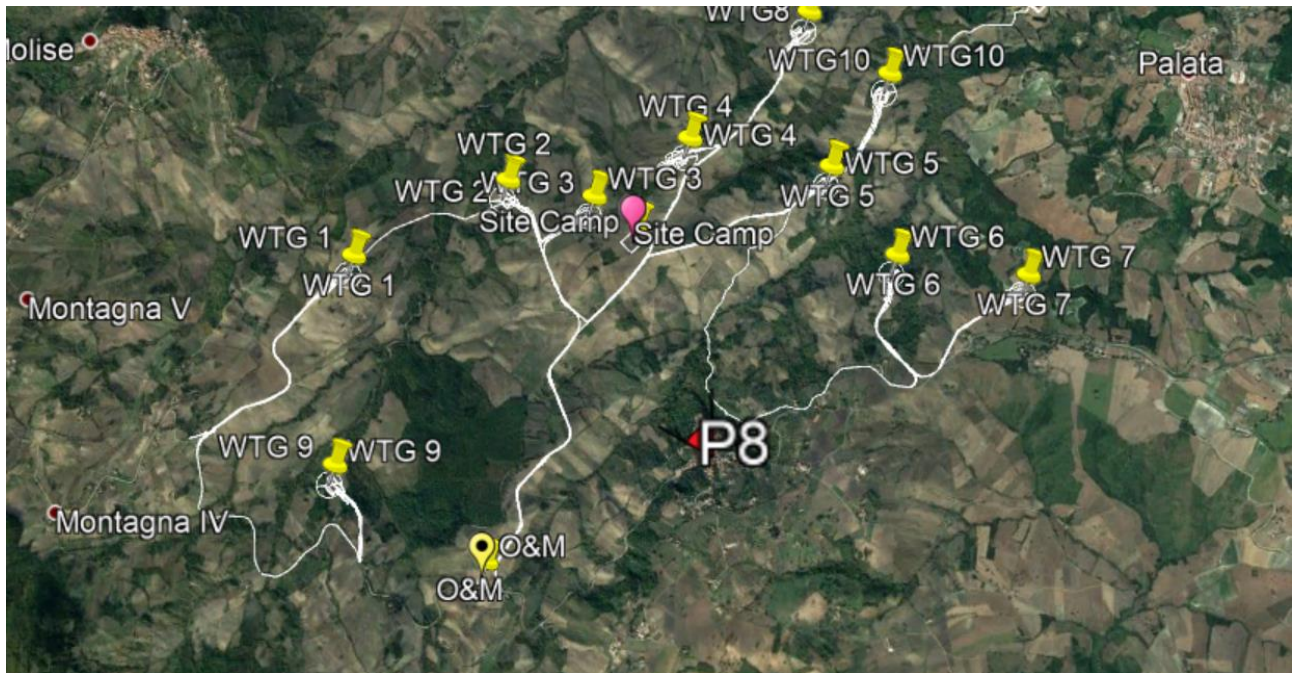 WTG8
Molise
WTG10
WTG10
Palata
WTG 4
WTG 4
WTG 2
WTG 5
WTG 2
WTG 3
WTG 3
WTG 5
Site Camp
Site Camp
WTG 1
WTG 6
WTG 7
WTG 1
WTG 6
WTG 7
Montagna V
WTG 9
WTG 9
P8
Montagna IV
O&M
O&M